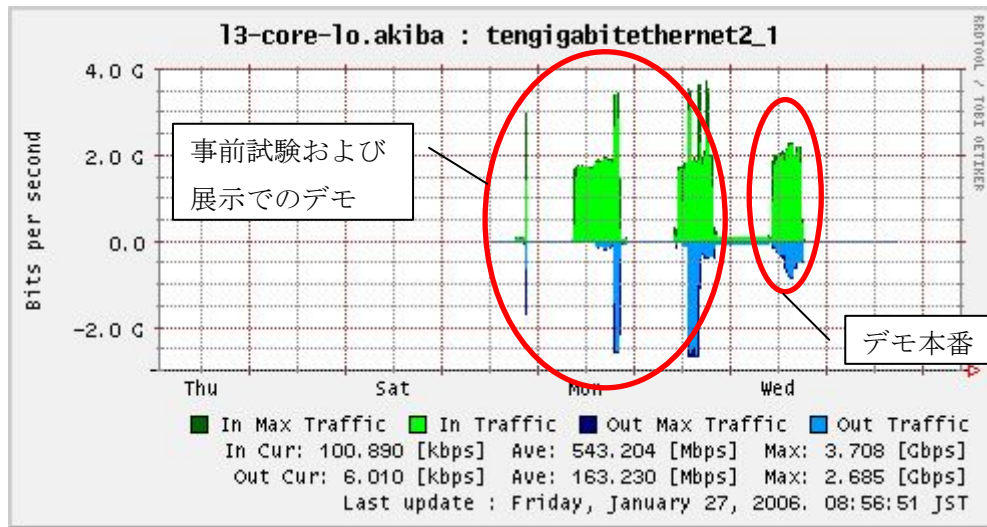 l3-core-lo.akiba : tengigabitethernet2_1
RRDTOOL / TOBI OETIKER
Bits per second
4.0 G
2.0 G
0.0
-2.0 G
事前試験および
展示でのデモ
デモ本番
Thu Sat Mon Wed
In Max Traffic In Traffic Out Max Traffic Out Traffic
In Cur: 100.890 [kbps] Ave: 543.204 [Mbps] Max: 3.708 [Gbps]
Out Cur: 6.010 [kbps] Ave: 163.230 [Mbps] Max: 2.685 [Gbps]
Last update : Friday, January 27, 2006. 08:56:51 JST